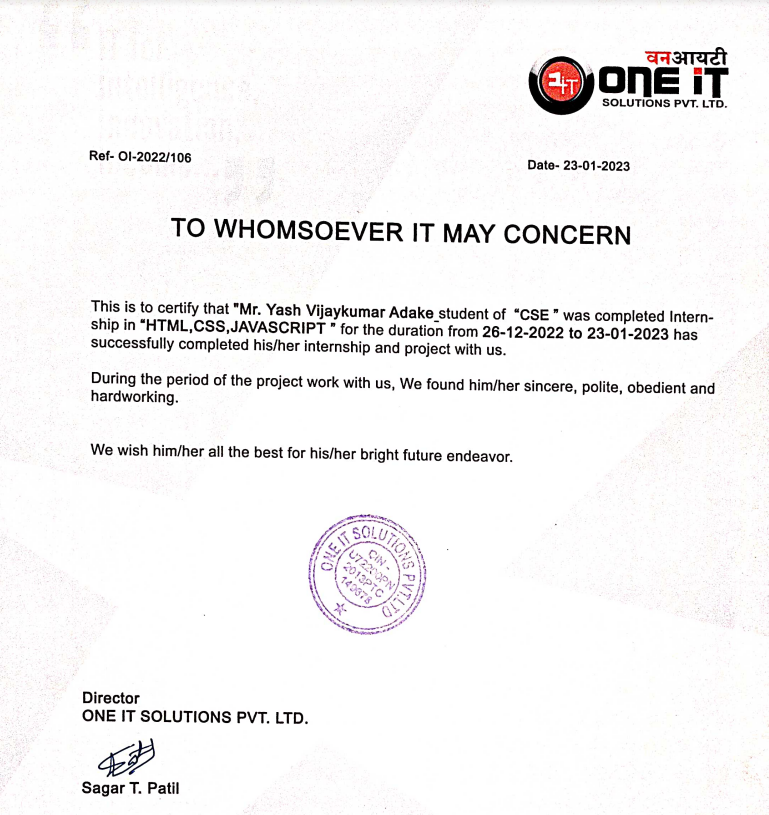 वनआयटी
ONE iT
SOLUTIONS PVT. LTD.
Ref- OI-2022/106
Date- 23-01-2023
TO WHOMSOEVER IT MAY CONCERN
This is to certify that "Mr. Yash Vijaykumar Adake_student of “CSE ” was completed Intern-
ship in “HTML,CSS,JAVASCRIPT ” for the duration from 26-12-2022 to 23-01-2023 has
successfully completed his/her internship and project with us.
During the period of the project work with us, We found him/her sincere, polite, obedient and
hardworking.
We wish him/her all the best for his/her bright future endeavor.
ONE IT SOLUTIONS PVT.LTD
CIN -
U72200PN
2013PTC
Director
ONE IT SOLUTIONS PVT. LTD.
Sagar T. Patil